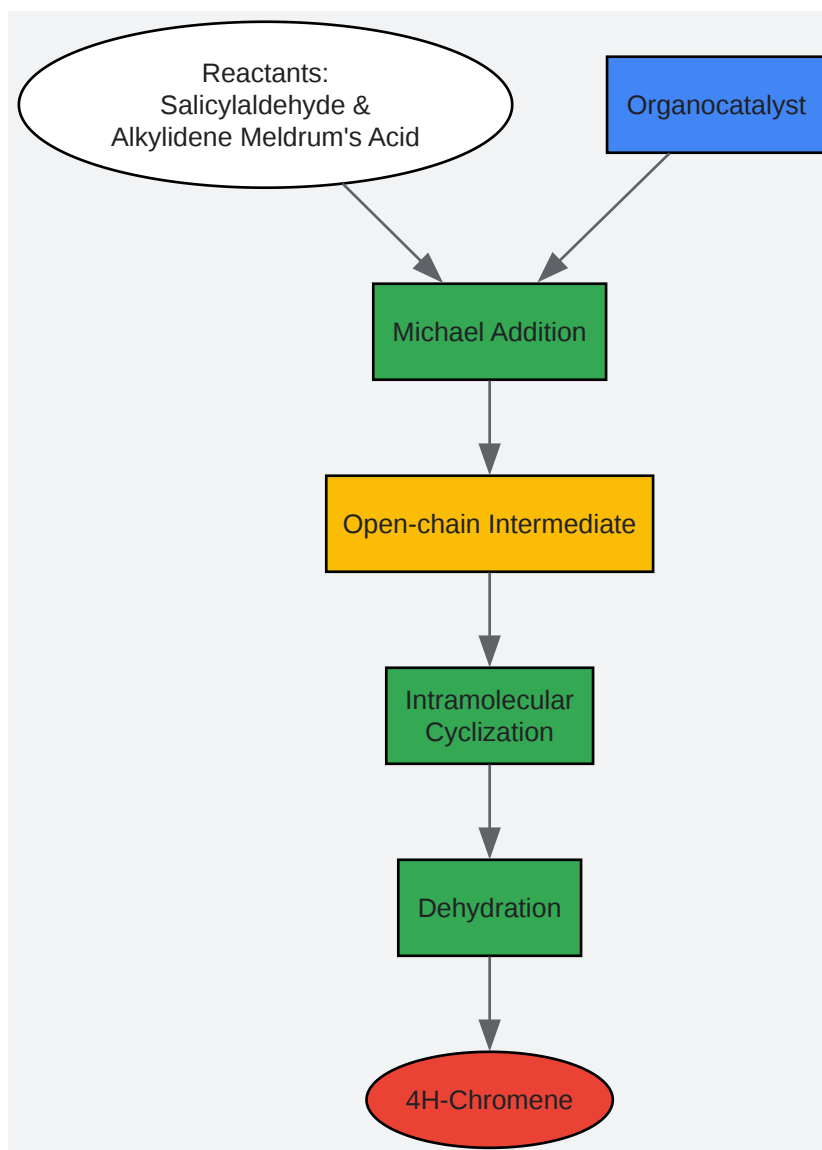 Reactants:
Salicylaldehyde &
Alkylidene Meldrum's Acid
Organocatalyst
Michael Addition
Open-chain Intermediate
Intramolecular
Cyclization
Dehydration
4H-Chromene